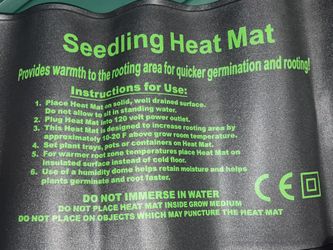 Seedling Heat Mat
Provides warmth to the rooting area for quicker germination and rooting!
Instructions for Use:
1. Place Heat Mat on solid, well drained surface.
Do not allow to sit in standing water.
2. Plug Heat Mat into 120 volt power outlet.
3. This Heat Mat is designed to increase rooting area by
approximately 10-20 F above grow room temperature.
4. Set plant trays, pots or containers on Heat Mat.
5. For warmer root zone temperatures place Heat Mat on
insulated surface instead of cold floor.
6. Use of a humidity dome helps retain moisture and helps
plants germinate and root faster.
DO NOT IMMERSE IN WATER
DO NOT PLACE HEAT MAT INSIDE GROW MEDIUM
DO NOT PLACE ON OBJECTS WHICH MAY PUNCTURE THE HEAT MAT
CE